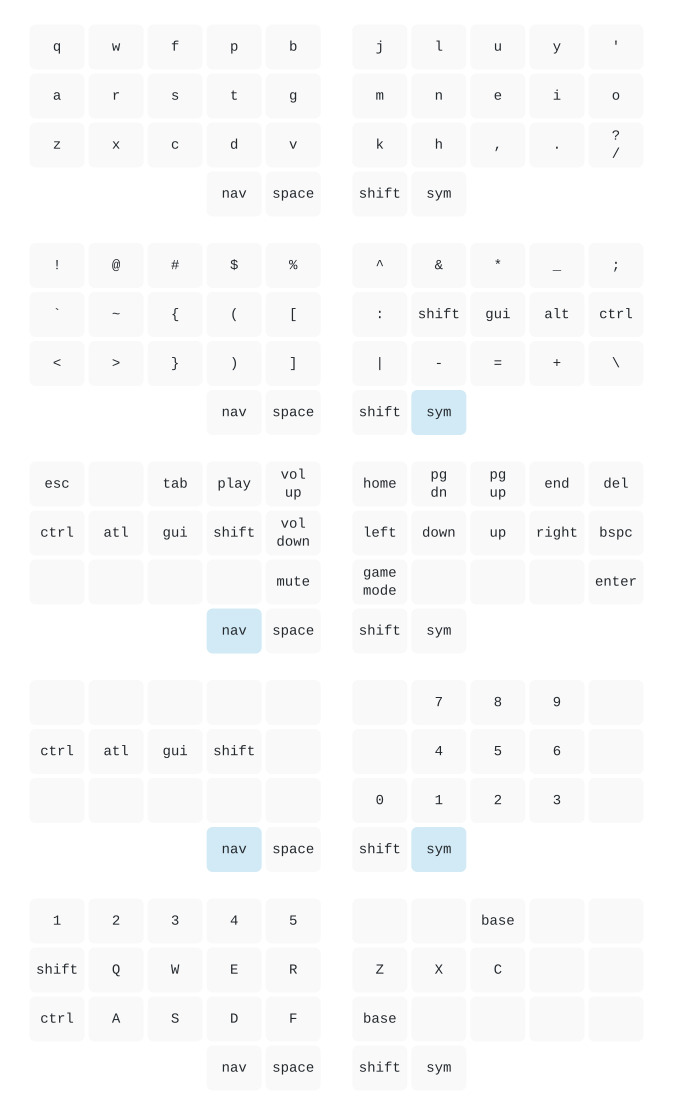 q w f p b j l u y '
a r s t g m n e i o
z x c d v k h , . ?
/
nav space shift sym
! @ # $ % ^ & * _ ;
` ~ { ( [ : shift gui alt ctrl
< > } ) ] | - = + \
nav space shift sym
esc tab play vol up home pg dn pg up end del
ctrl atl gui shift vol down left down up right bspc
mute game mode enter
nav space shift sym
7 8 9
ctrl atl gui shift 4 5 6
0 1 2 3
nav space shift sym
1 2 3 4 5 base
shift Q W E R Z X C
ctrl A S D F base
nav space shift sym